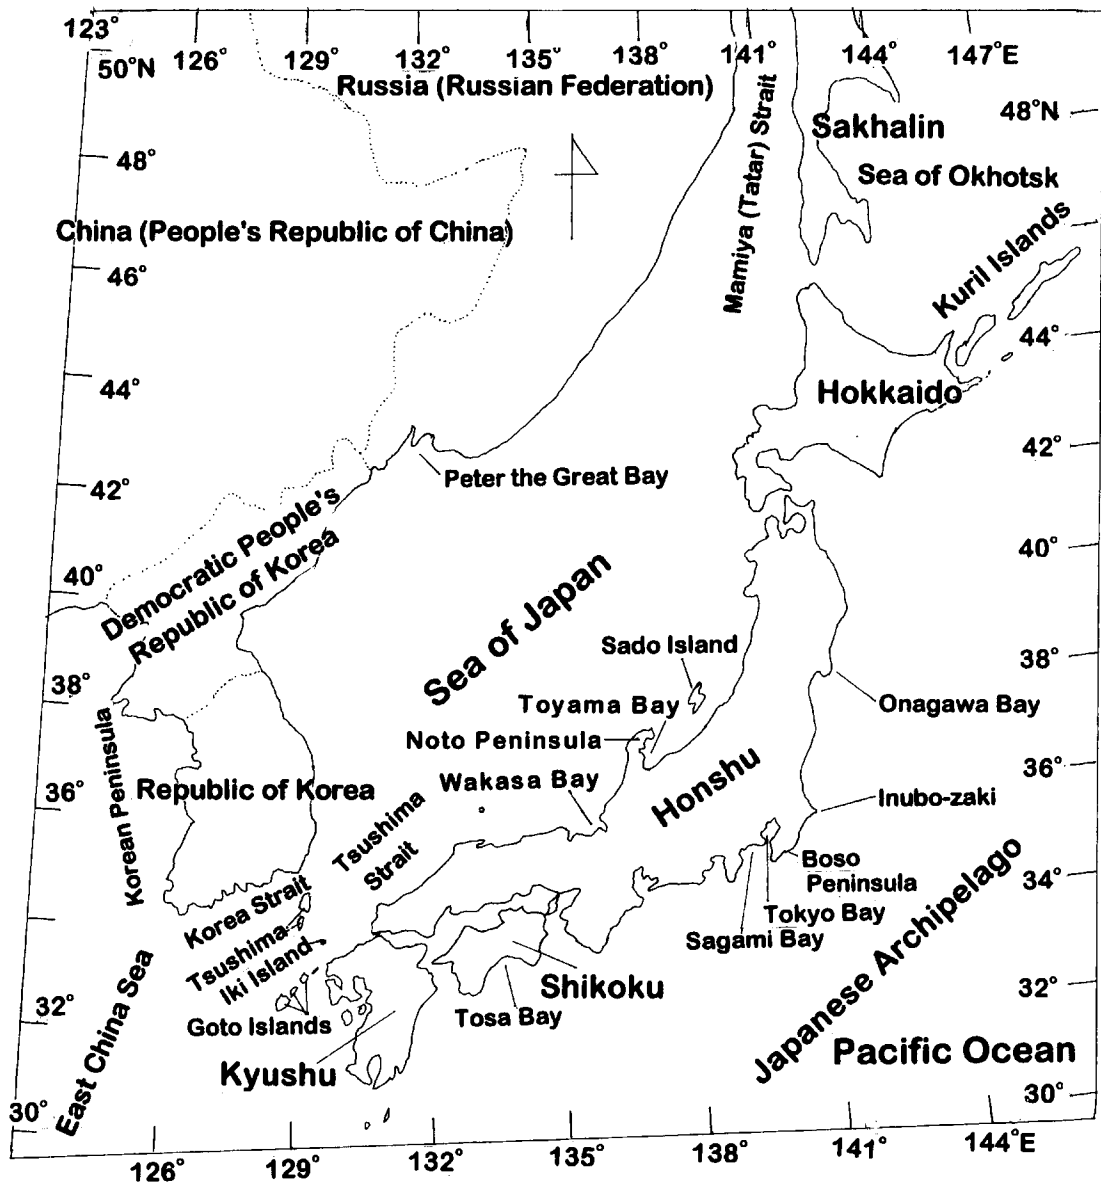 123°
126°
129°
132°
135°
138°
141°
144°
147°E
50°N
Russia (Russian Federation)
48°N
Mamiya (Tatar) Strait
Sakhalin
48°
Sea of Okhotsk
China (People's Republic of China)
Kuril Islands
46°
44°
44°
Hokkaido
42°
Peter the Great Bay
42°
Democratic People's
Republic of Korea
40°
40°
Sea of Japan
Sado Island
38°
38°
Toyama Bay
Onagawa Bay
Noto Peninsula
Korean Peninsula
Wakasa Bay
Honshu
36°
Republic of Korea
36°
Inubo-zaki
Tsushima
Strait
Boso
Peninsula
34°
Korea Strait
Tokyo Bay
Sagami Bay
Japanese Archipelago
Tsushima
Iki Island
East China Sea
Shikoku
32°
32°
Goto Islands
Tosa Bay
Kyushu
Pacific Ocean
30°
30°
126°
129°
132°
135°
138°
141°
144°E